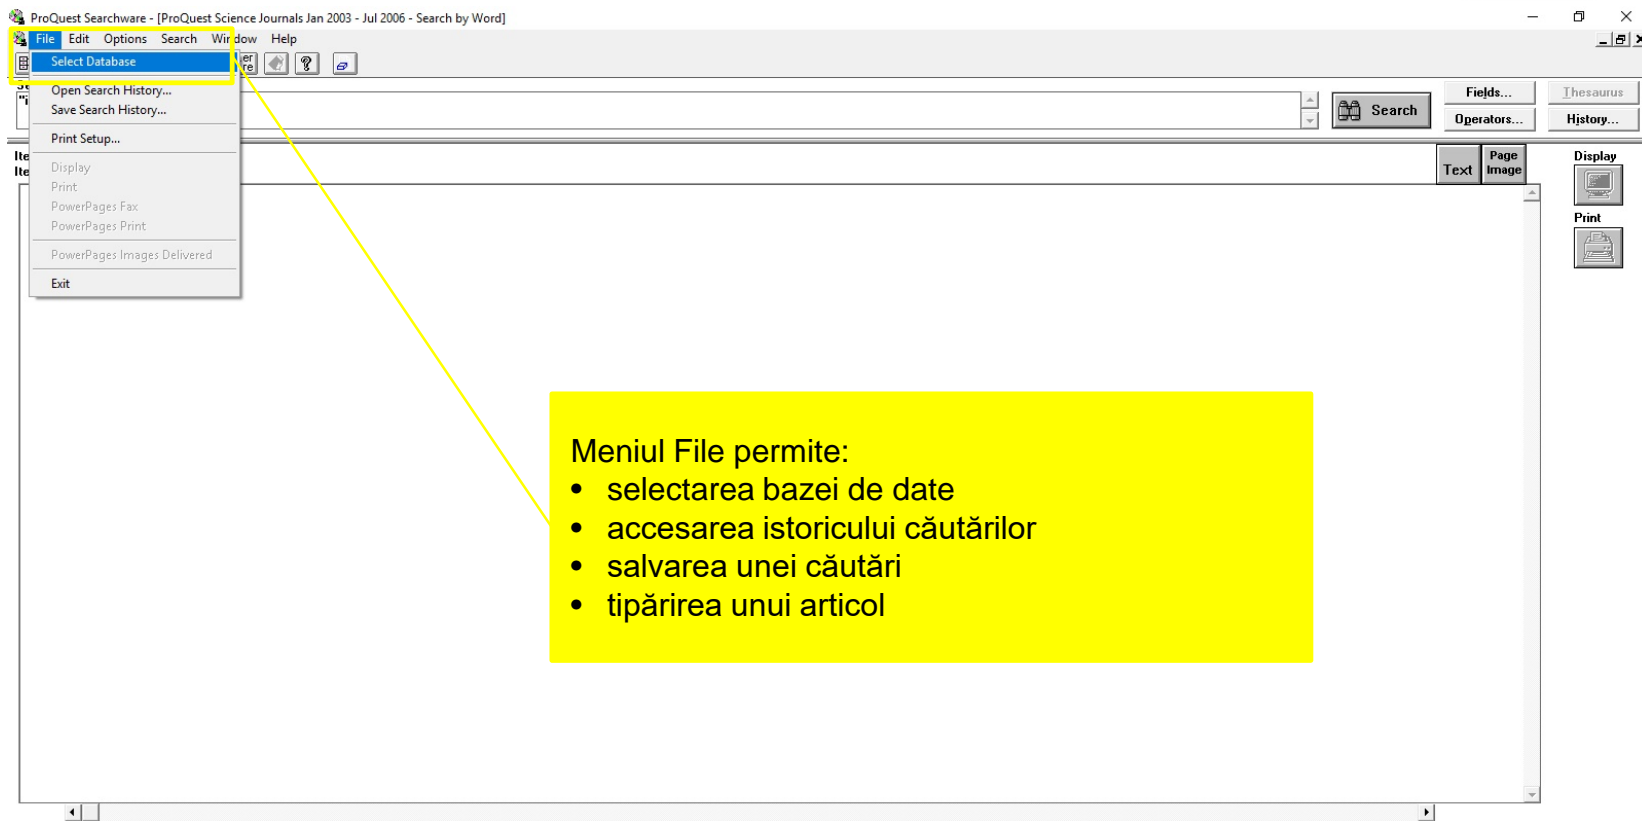 ProQuest Searchware - [ProQuest Science Journals Jan 2003 - Jul 2006 - Search by Word]
File Edit Options Search Window Help
Select Database
Open Search History...
Save Search History...
Print Setup...
Display
Print
PowerPages Fax
PowerPages Print
PowerPages Images Delivered
Exit
Search
Fields...
Thesaurus
Operators...
History...
Text
Page
Image
Display
Print
Meniul File permite:
• selectarea bazei de date
• accesarea istoricului căutărilor
• salvarea unei căutări
• tipărirea unui articol